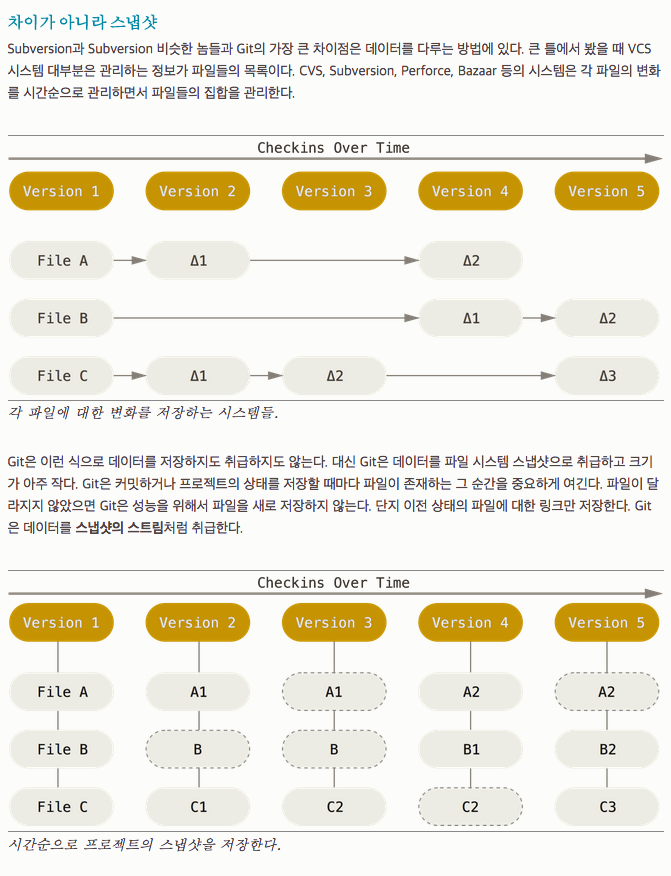 차이가 아니라 스냅샷
Subversion과 Subversion 비슷한 놈들과 Git의 가장 큰 차이점은 데이터를 다루는 방법에 있다. 큰 틀에서 봤을 때 VCS
시스템 대부분은 관리하는 정보가 파일들의 목록이다. CVS, Subversion, Perforce, Bazaar 등의 시스템은 각 파일의 변화
를 시간순으로 관리하면서 파일들의 집합을 관리한다.
Checkins Over Time
Version 1 Version 2 Version 3 Version 4 Version 5
File A Δ1 Δ2
File B Δ1 Δ2
File C Δ1 Δ2 Δ3
각 파일에 대한 변화를 저장하는 시스템들.
Git은 이런 식으로 데이터를 저장하지도 취급하지도 않는다. 대신 Git은 데이터를 파일 시스템 스냅샷으로 취급하고 크기
가 아주 작다. Git은 커밋하거나 프로젝트의 상태를 저장할 때마다 파일이 존재하는 그 순간을 중요하게 여긴다. 파일이 달
라지지 않았으면 Git은 성능을 위해서 파일을 새로 저장하지 않는다. 단지 이전 상태의 파일에 대한 링크만 저장한다. Git
은 데이터를 스냅샷의 스트림처럼 취급한다.
Checkins Over Time
Version 1 Version 2 Version 3 Version 4 Version 5
File A A1 A1 A2 A2
File B B B B1 B2
File C C1 C2 C2 C3
시간순으로 프로젝트의 스냅샷을 저장한다.